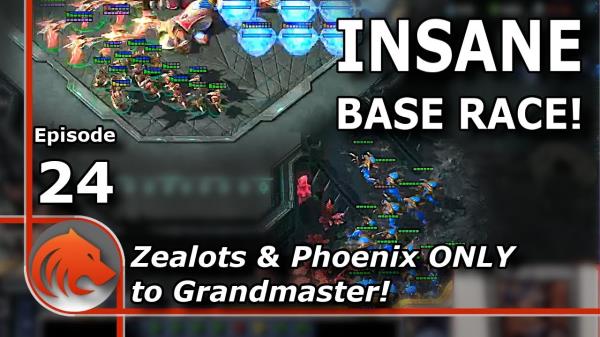 INSANE
BASE RACE!
Episode
24
Zealots & Phoenix ONLY
to Grandmaster!